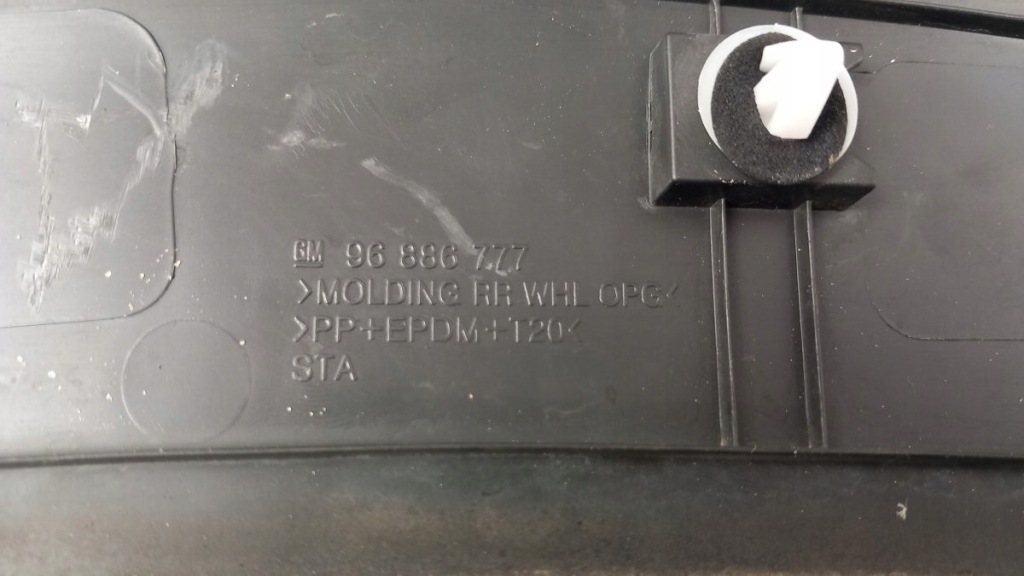 GM 96 886 777
>MOLDING RR WHL OPG<
>PP+EPDM+T20<
STA